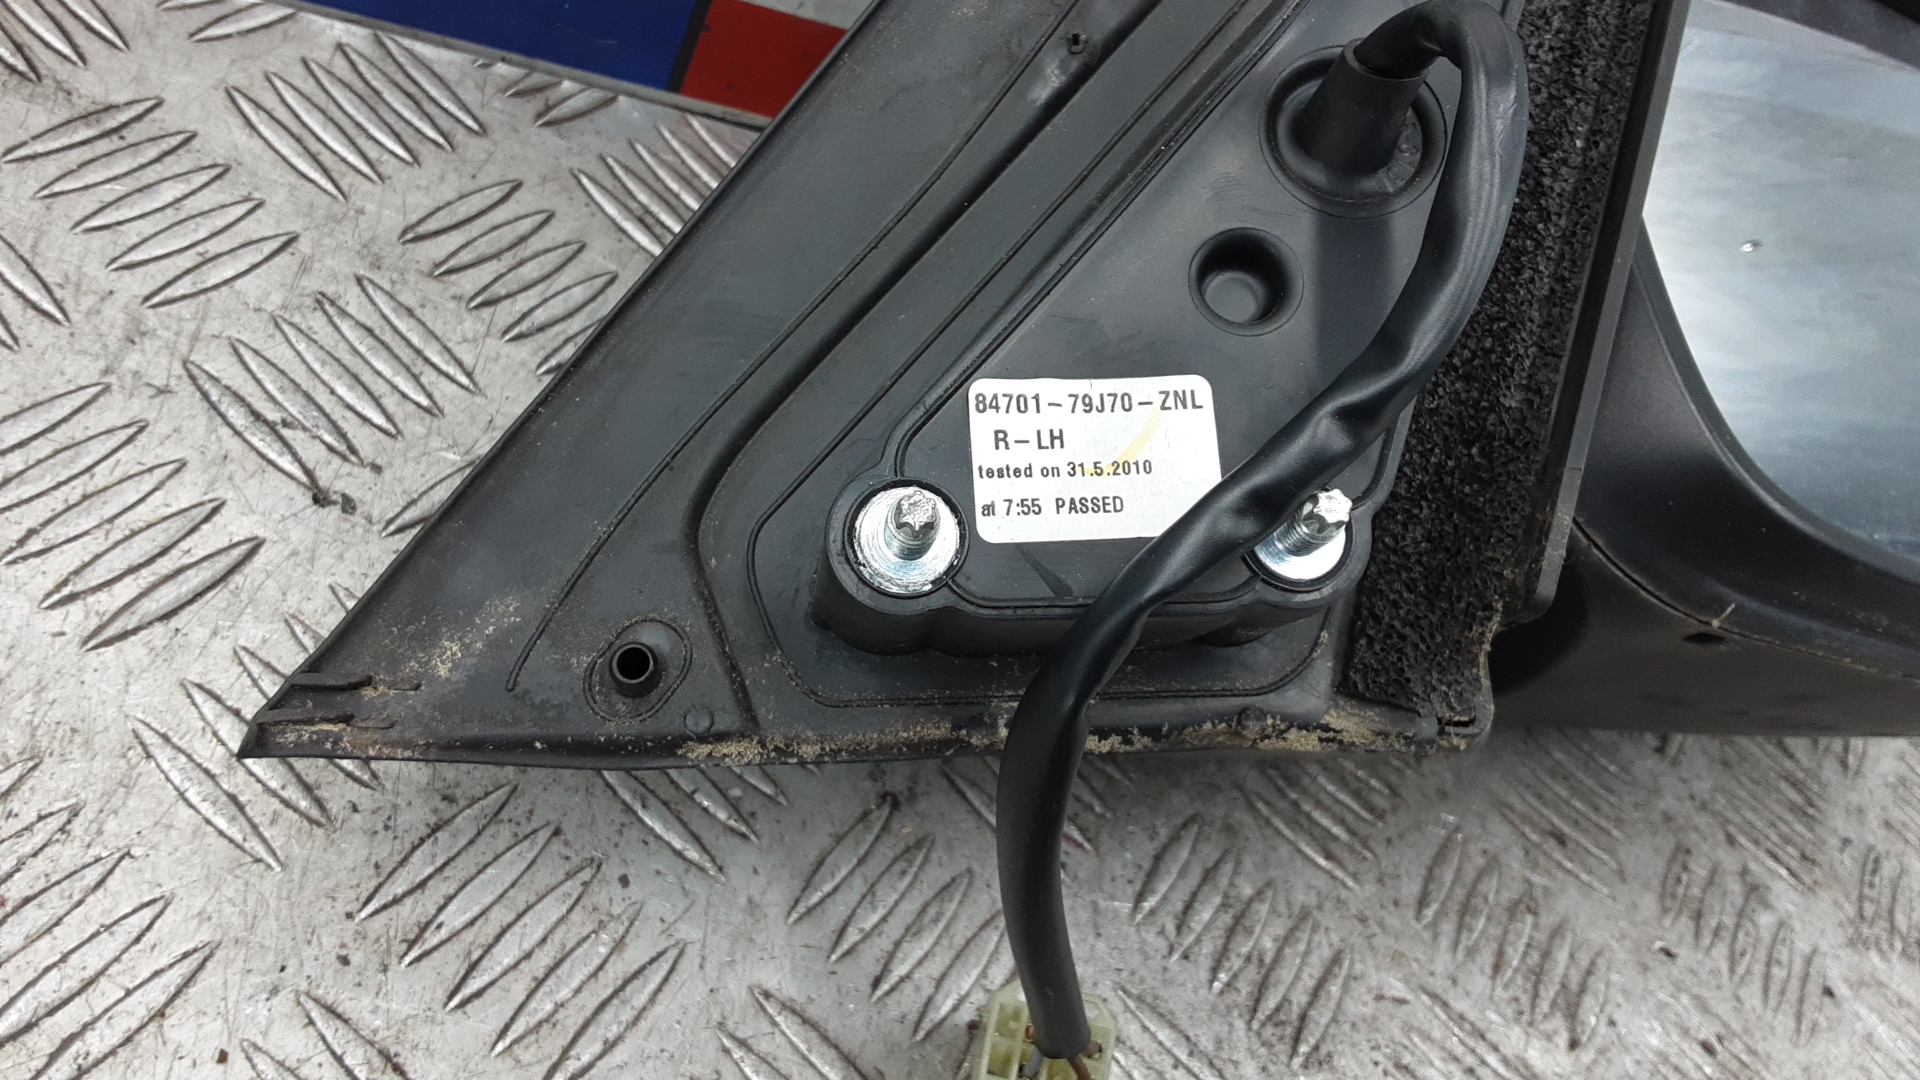 84701-79J70-ZNL
R-LH
tested on 31.5.2010
at 7:55 PASSED